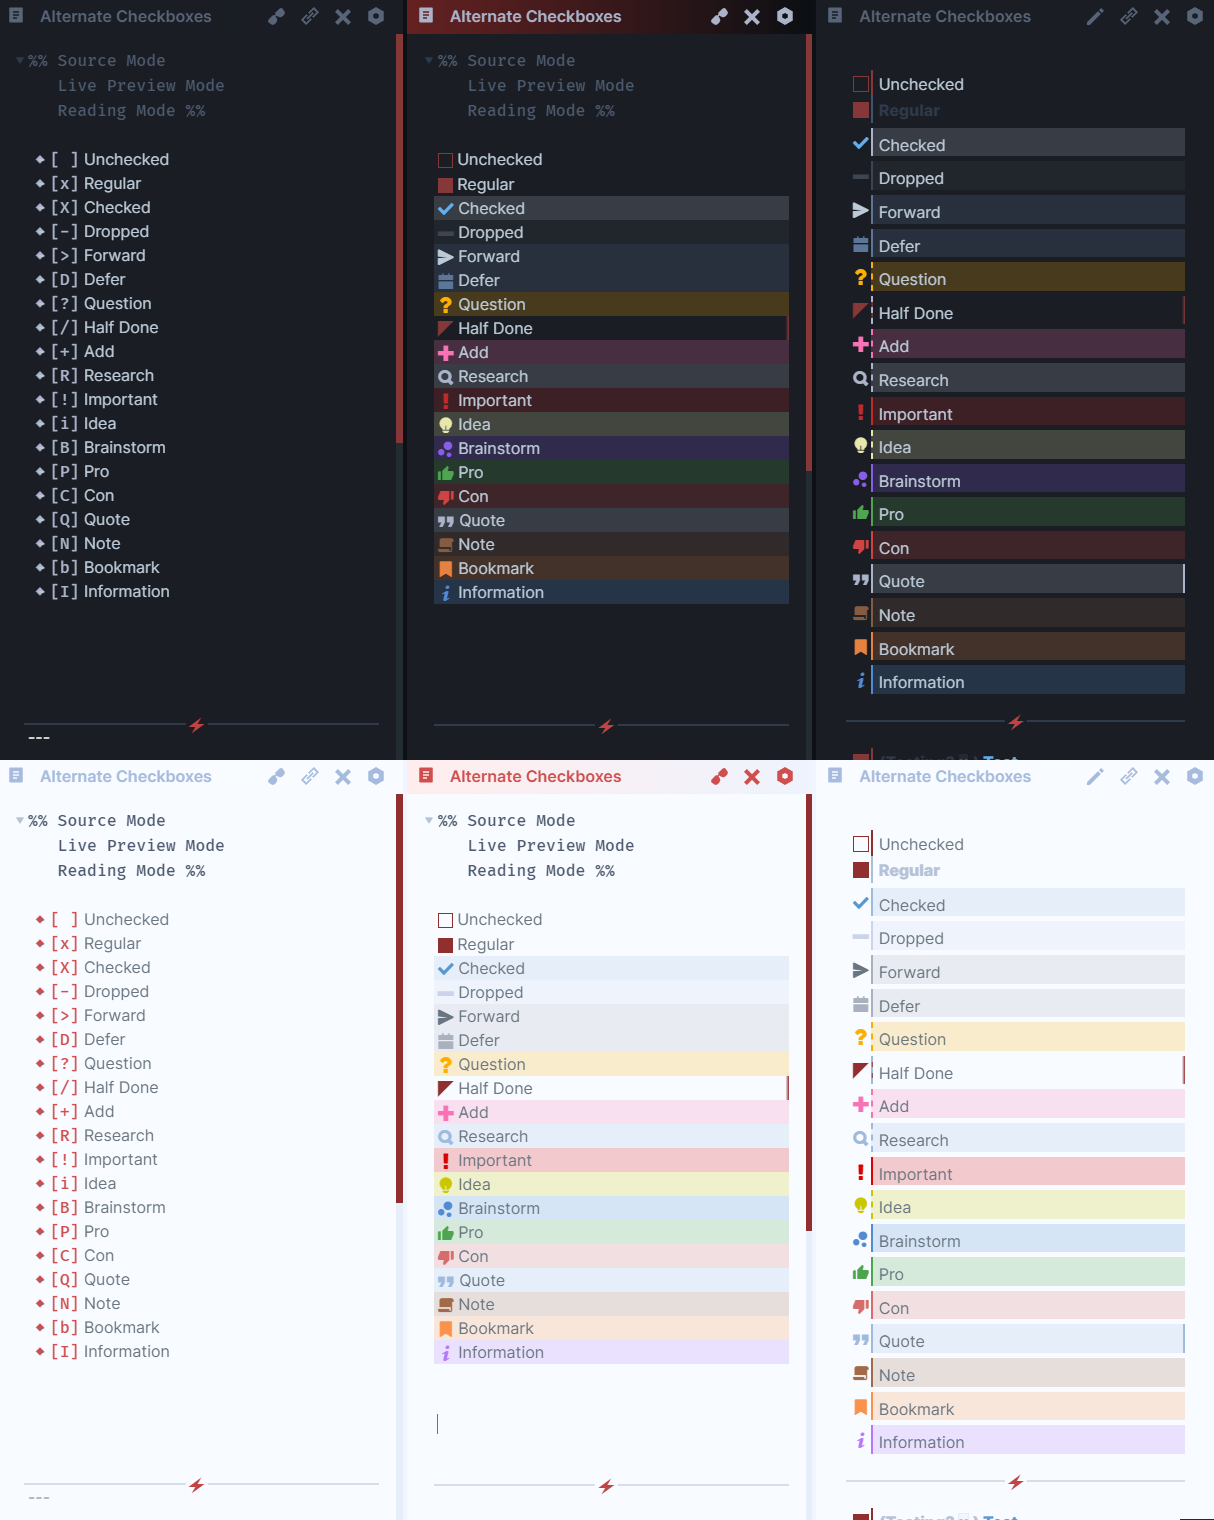 Alternate Checkboxes
%% Source Mode
Live Preview Mode
Reading Mode %%
[ ] Unchecked
[x] Regular
[X] Checked
[-] Dropped
[>] Forward
[D] Defer
[?] Question
[/] Half Done
[+] Add
[R] Research
[!] Important
[i] Idea
[B] Brainstorm
[P] Pro
[C] Con
[Q] Quote
[N] Note
[b] Bookmark
[I] Information
---
Alternate Checkboxes
%% Source Mode
Live Preview Mode
Reading Mode %%
Unchecked
Regular
Checked
Dropped
Forward
Defer
Question
Half Done
Add
Research
Important
Idea
Brainstorm
Pro
Con
Quote
Note
Bookmark
Information
Alternate Checkboxes
Unchecked
Regular
Checked
Dropped
Forward
Defer
Question
Half Done
Add
Research
Important
Idea
Brainstorm
Pro
Con
Quote
Note
Bookmark
Information
Alternate Checkboxes
%% Source Mode
Live Preview Mode
Reading Mode %%
[ ] Unchecked
[x] Regular
[X] Checked
[-] Dropped
[>] Forward
[D] Defer
[?] Question
[/] Half Done
[+] Add
[R] Research
[!] Important
[i] Idea
[B] Brainstorm
[P] Pro
[C] Con
[Q] Quote
[N] Note
[b] Bookmark
[I] Information
---
Alternate Checkboxes
%% Source Mode
Live Preview Mode
Reading Mode %%
Unchecked
Regular
Checked
Dropped
Forward
Defer
Question
Half Done
Add
Research
Important
Idea
Brainstorm
Pro
Con
Quote
Note
Bookmark
Information
Alternate Checkboxes
Unchecked
Regular
Checked
Dropped
Forward
Defer
Question
Half Done
Add
Research
Important
Idea
Brainstorm
Pro
Con
Quote
Note
Bookmark
Information